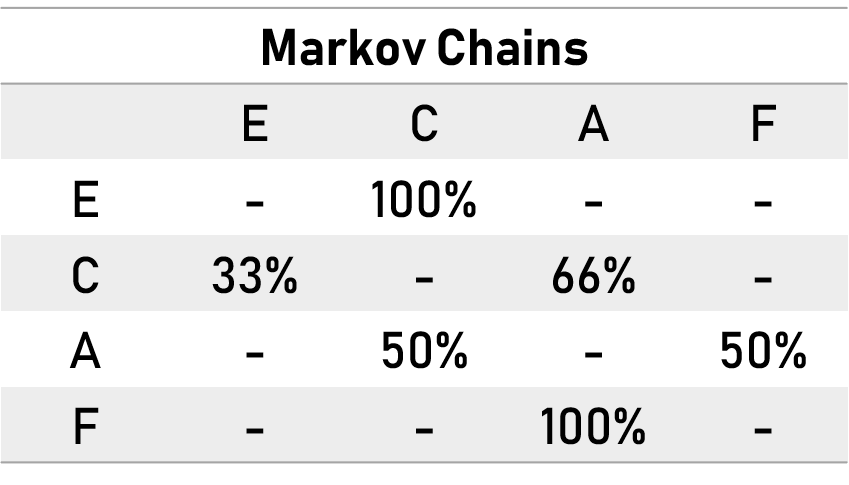 Markov Chains
E C A F
E - 100% - -
C 33% - 66% -
A - 50% - 50%
F - - 100% -